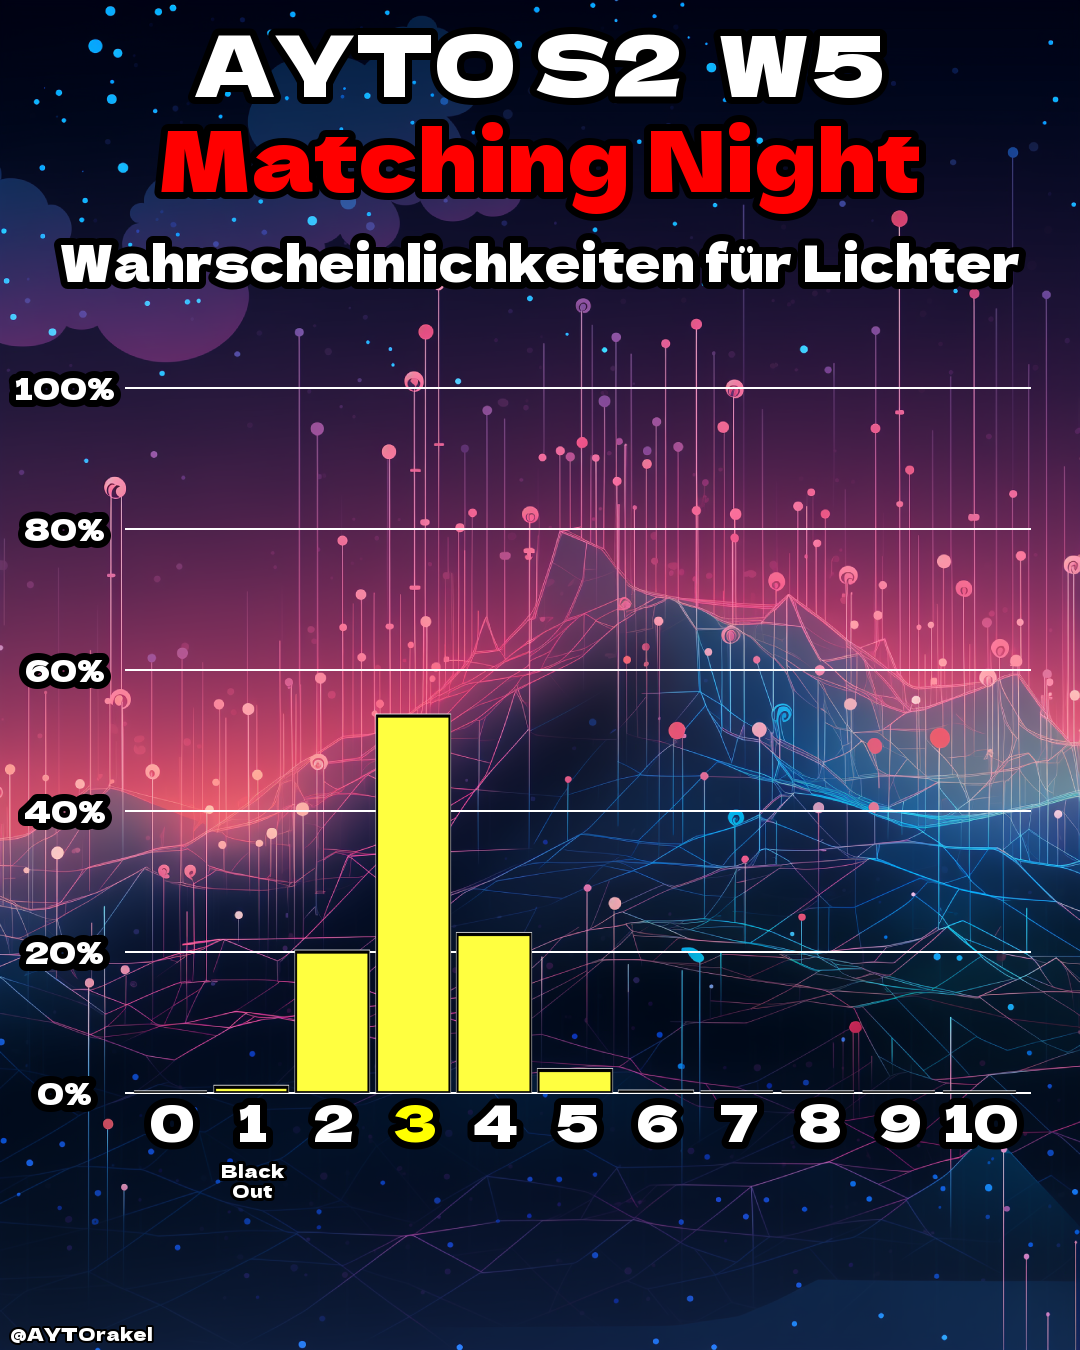 AYTO S2 W5
Matching Night
Wahrscheinlichkeiten für Lichter
100%
80%
60%
40%
20%
0%
0 1 2 3 4 5 6 7 8 9 10
Black
Out
@AYTOrakel